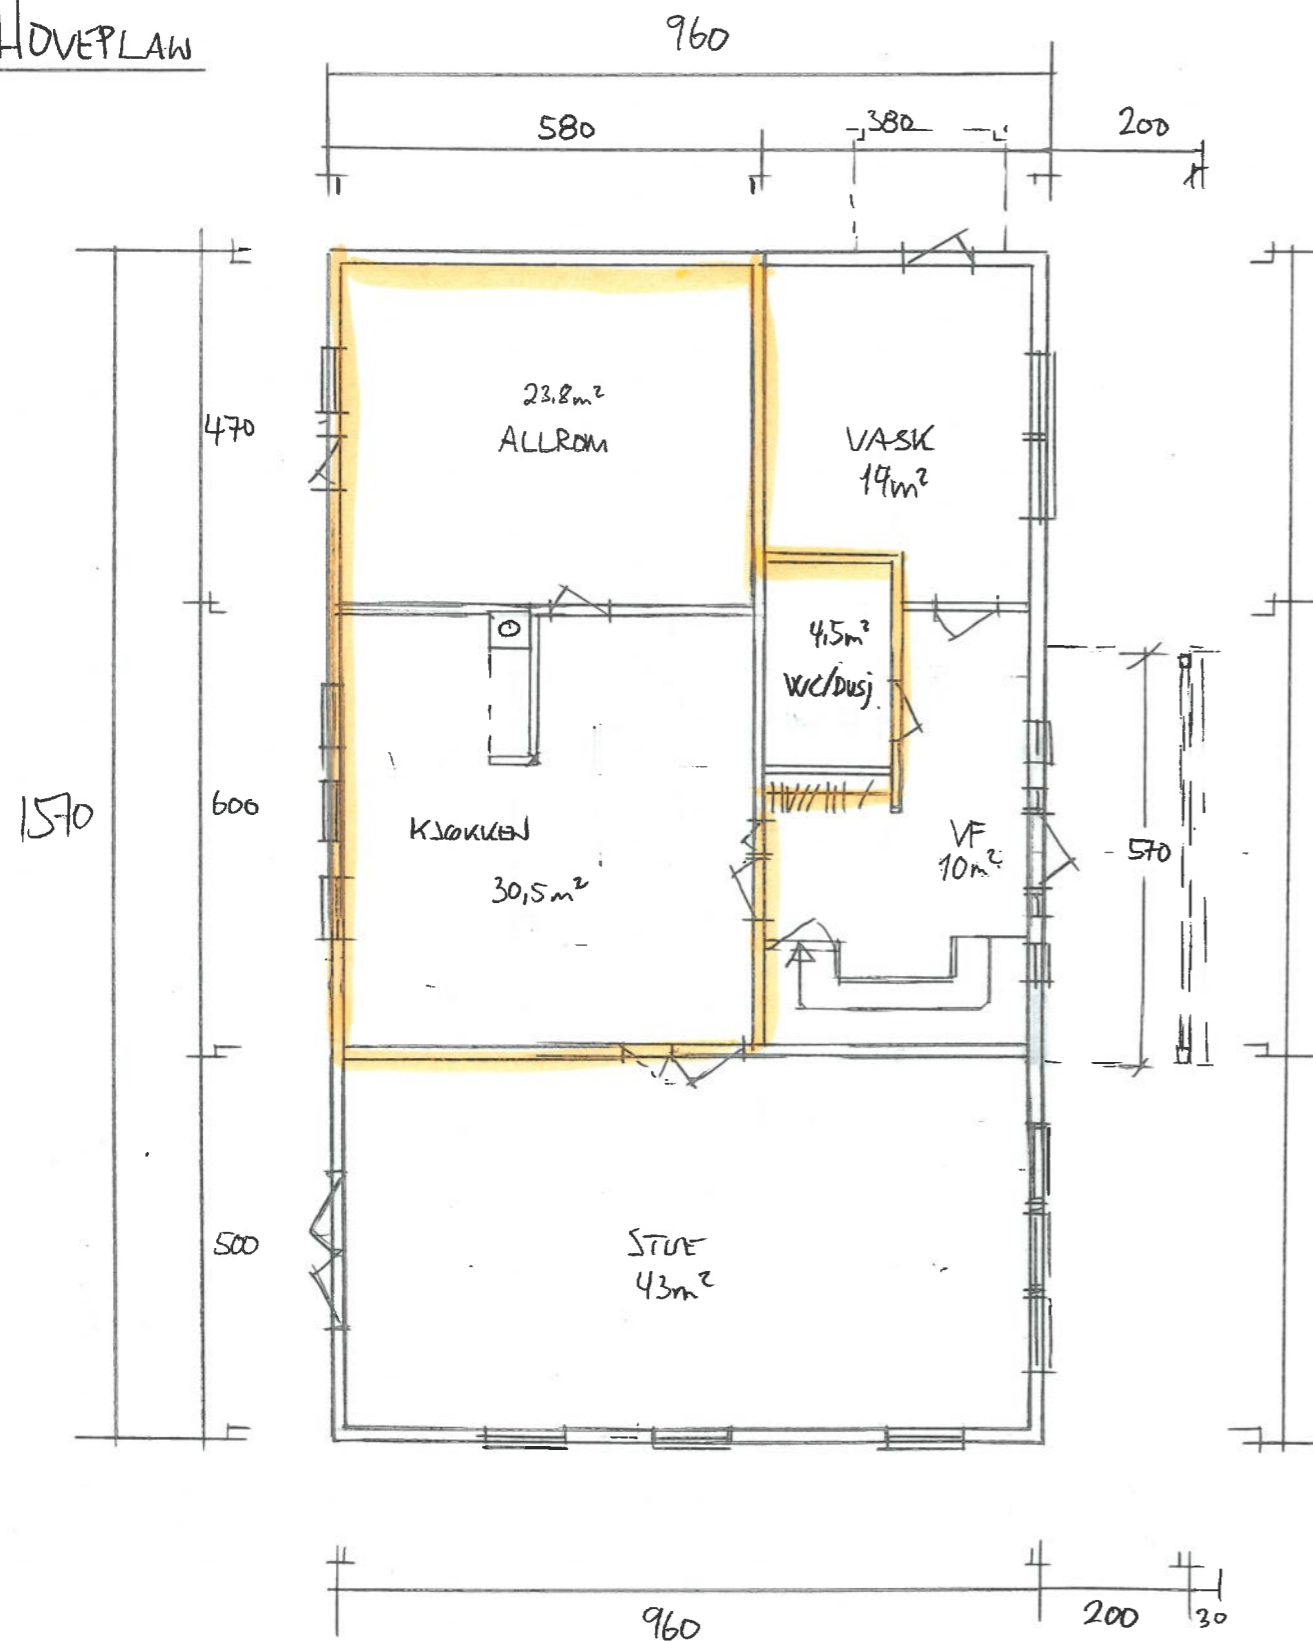 HOVEPLAN
960
580
380
200
23,8m²
ALLROM
470
VASK
14m²
4,5m²
WC/Dusj
1570
600
KJØKKEN
30,5m²
VF
10m²
570
500
STUE
43m²
960
200
30